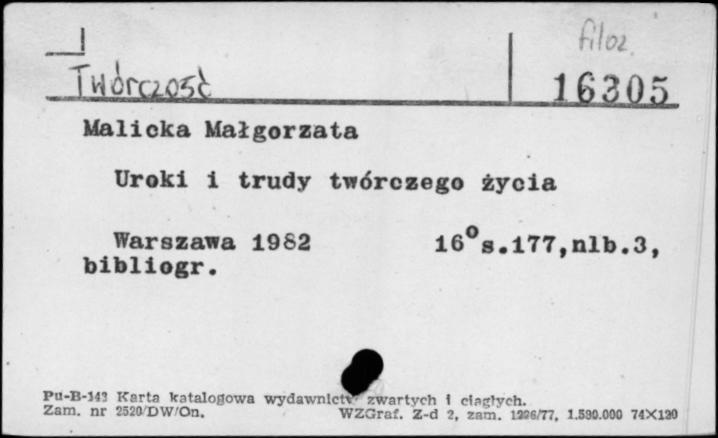 filoz.
Twórczość 16305
Malicka Małgorzata
Uroki i trudy twórczego życia
Warszawa 1982 16° s.177,nlb.3,
bibliogr.
Pu-B-143 Karta katalogowa wydawnictw zwartych i ciągłych.
Zam. nr 2520/DW/On. WZGraf. Z-d 2, zam. 1226/77, 1.590.000 74X120